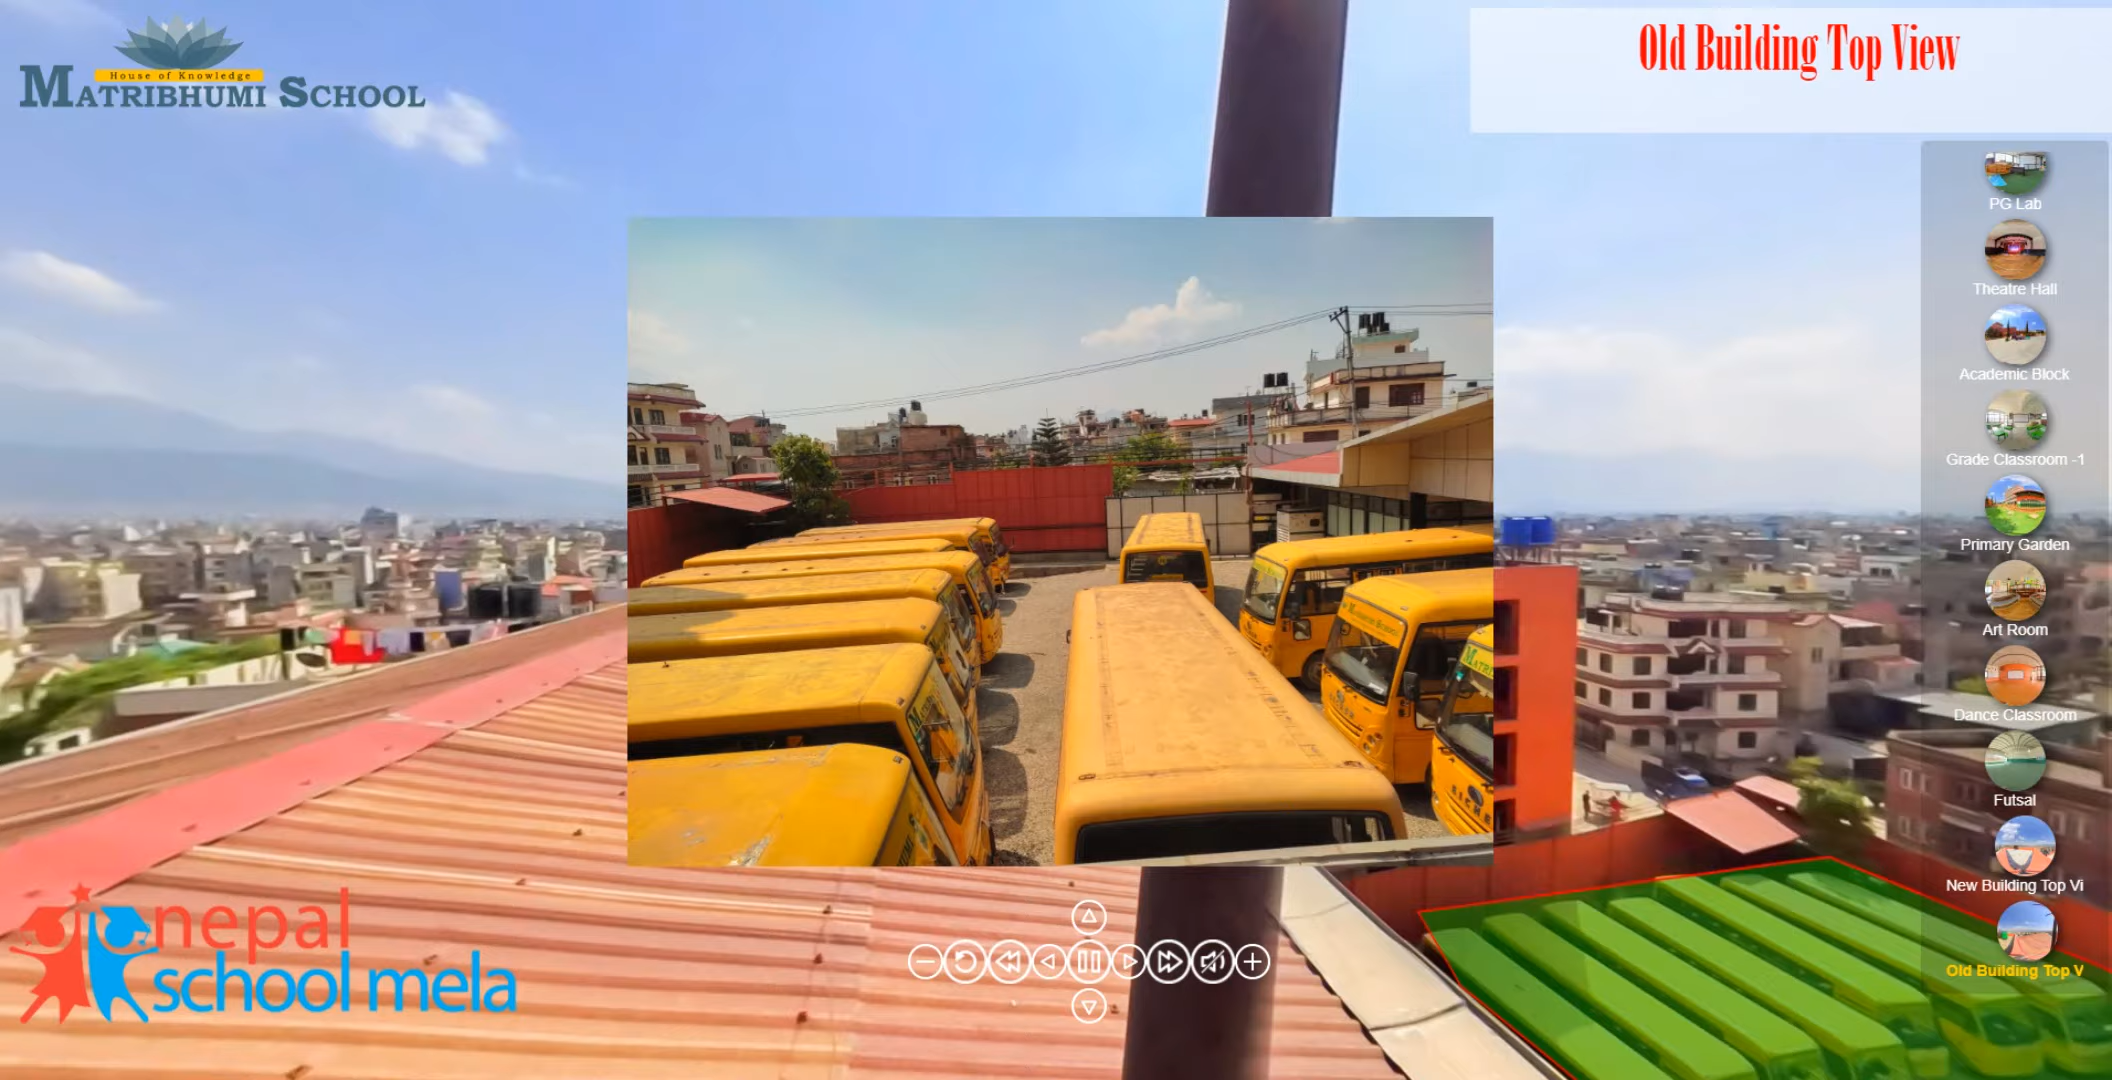 House of Knowledge
MATRIBHUMI SCHOOL
Old Building Top View
PG Lab
Theatre Hall
Academic Block
Grade Classroom -1
Primary Garden
Art Room
Dance Classroom
Futsal
New Building Top Vi
Old Building Top V
nepal
school mela